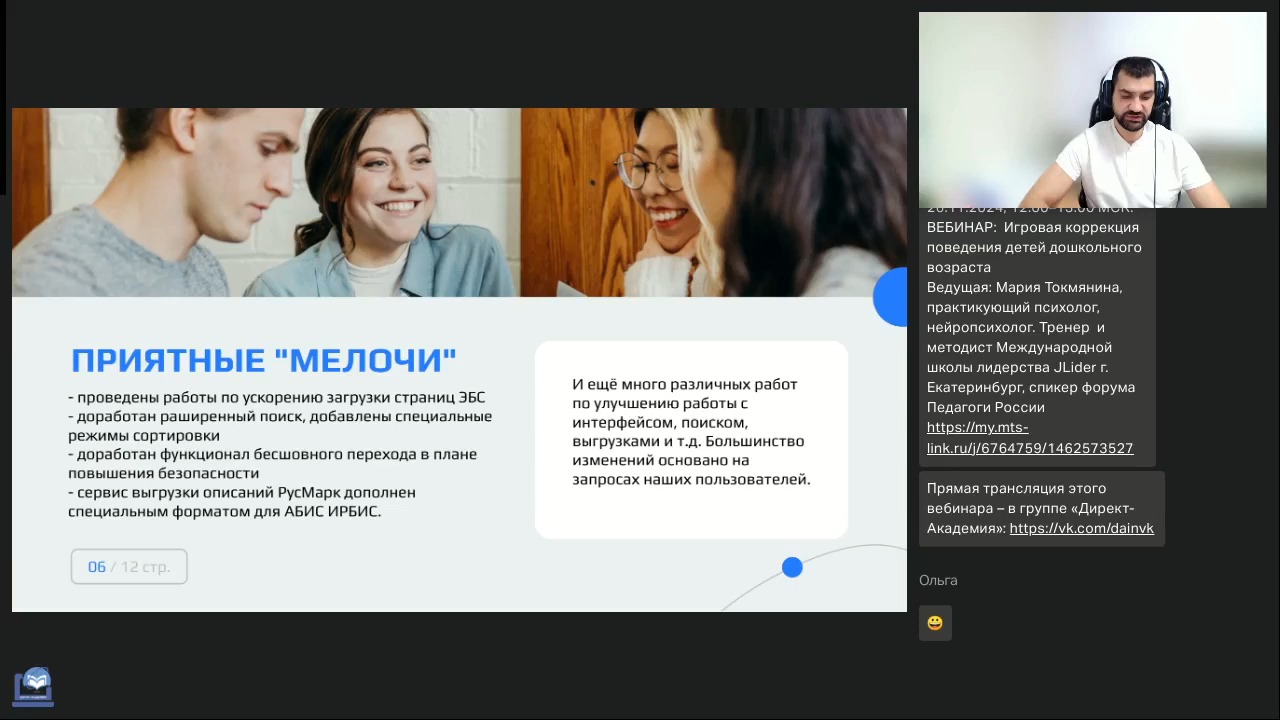 ПРИЯТНЫЕ "МЕЛОЧИ"
- проведены работы по ускорению загрузки страниц ЭБС
- доработан раширенный поиск, добавлены специальные
режимы сортировки
- доработан функционал бесшовного перехода в плане
повышения безопасности
- сервис выгрузки описаний РусМарк дополнен
специальным форматом для АБИС ИРБИС.
06 / 12 стр.
И ещё много различных работ
по улучшению работы с
интерфейсом, поиском,
выгрузками и т.д. Большинство
изменений основано на
запросах наших пользователей.
ВЕБИНАР: Игровая коррекция
поведения детей дошкольного
возраста
Ведущая: Мария Токмянина,
практикующий психолог,
нейропсихолог. Тренер и
методист Международной
школы лидерства JLider г.
Екатеринбург, спикер форума
Педагоги России
https://my.mts-
link.ru/j/6764759/1462573527
Прямая трансляция этого
вебинара – в группе «Директ-
Академия»: https://vk.com/dainvk
Ольга